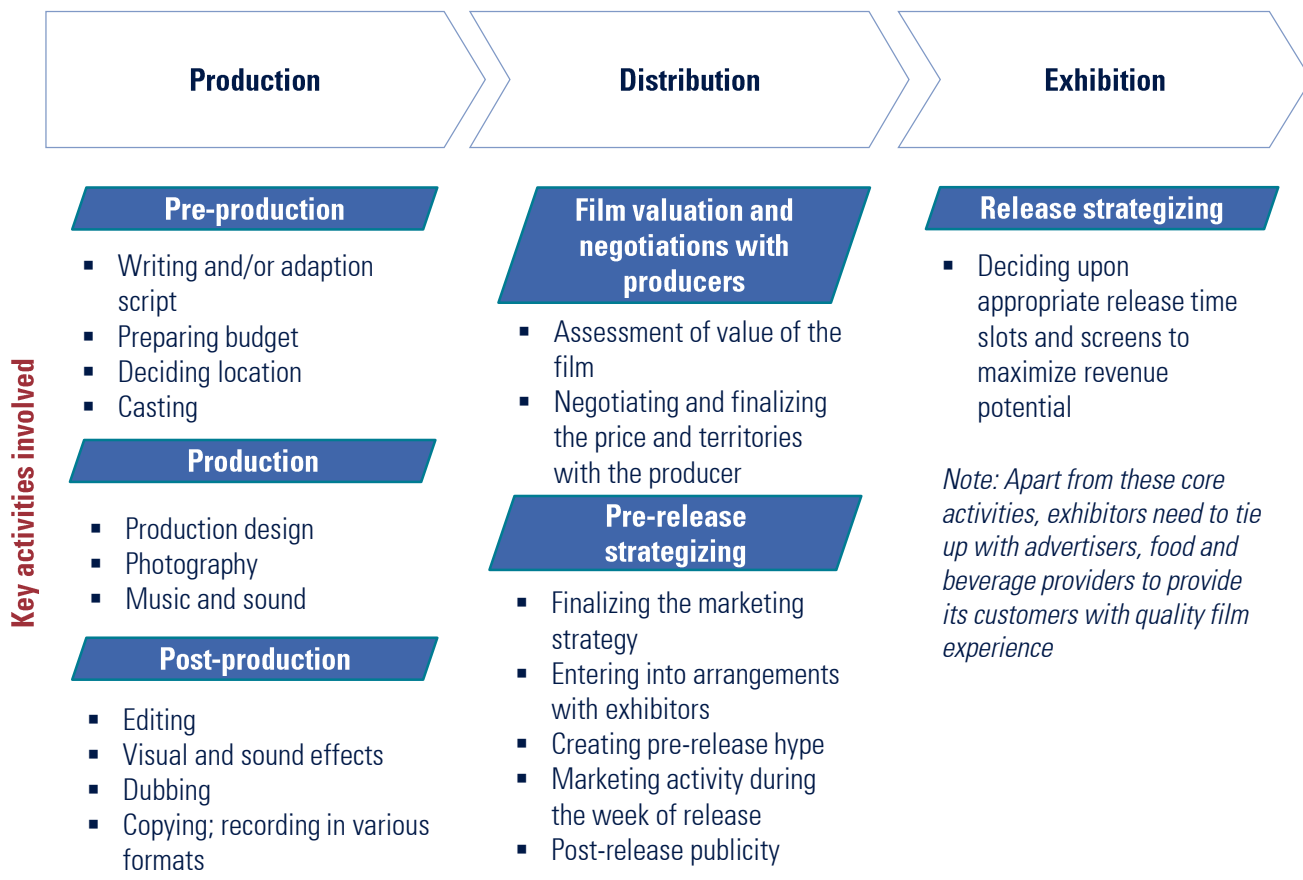 Production
Distribution
Exhibition
Key activities involved
Pre-production
▪ Writing and/or adaption
script
▪ Preparing budget
▪ Deciding location
▪ Casting
Production
▪ Production design
▪ Photography
▪ Music and sound
Post-production
▪ Editing
▪ Visual and sound effects
▪ Dubbing
▪ Copying; recording in various
formats
Film valuation and
negotiations with
producers
▪ Assessment of value of the
film
▪ Negotiating and finalizing
the price and territories
with the producer
Pre-release
strategizing
▪ Finalizing the marketing
strategy
▪ Entering into arrangements
with exhibitors
▪ Creating pre-release hype
▪ Marketing activity during
the week of release
▪ Post-release publicity
Release strategizing
▪ Deciding upon
appropriate release time
slots and screens to
maximize revenue
potential
Note: Apart from these core
activities, exhibitors need to tie
up with advertisers, food and
beverage providers to provide
its customers with quality film
experience